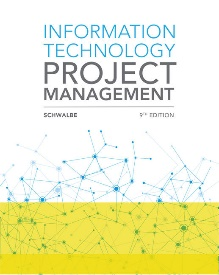 INFORMATION
TECHNOLOGY
PROJECT
MANAGEMENT
SCHWALBE 9TH EDITION